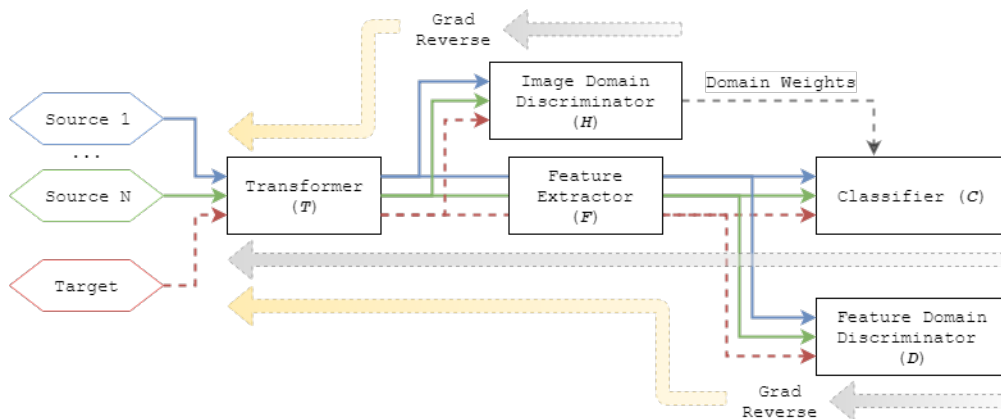 Grad
Reverse
Image Domain
Discriminator
(H)
Domain Weights
Source 1
...
Source N
Transformer
(T)
Feature
Extractor
(F)
Classifier (C)
Target
Feature Domain
Discriminator
(D)
Grad
Reverse